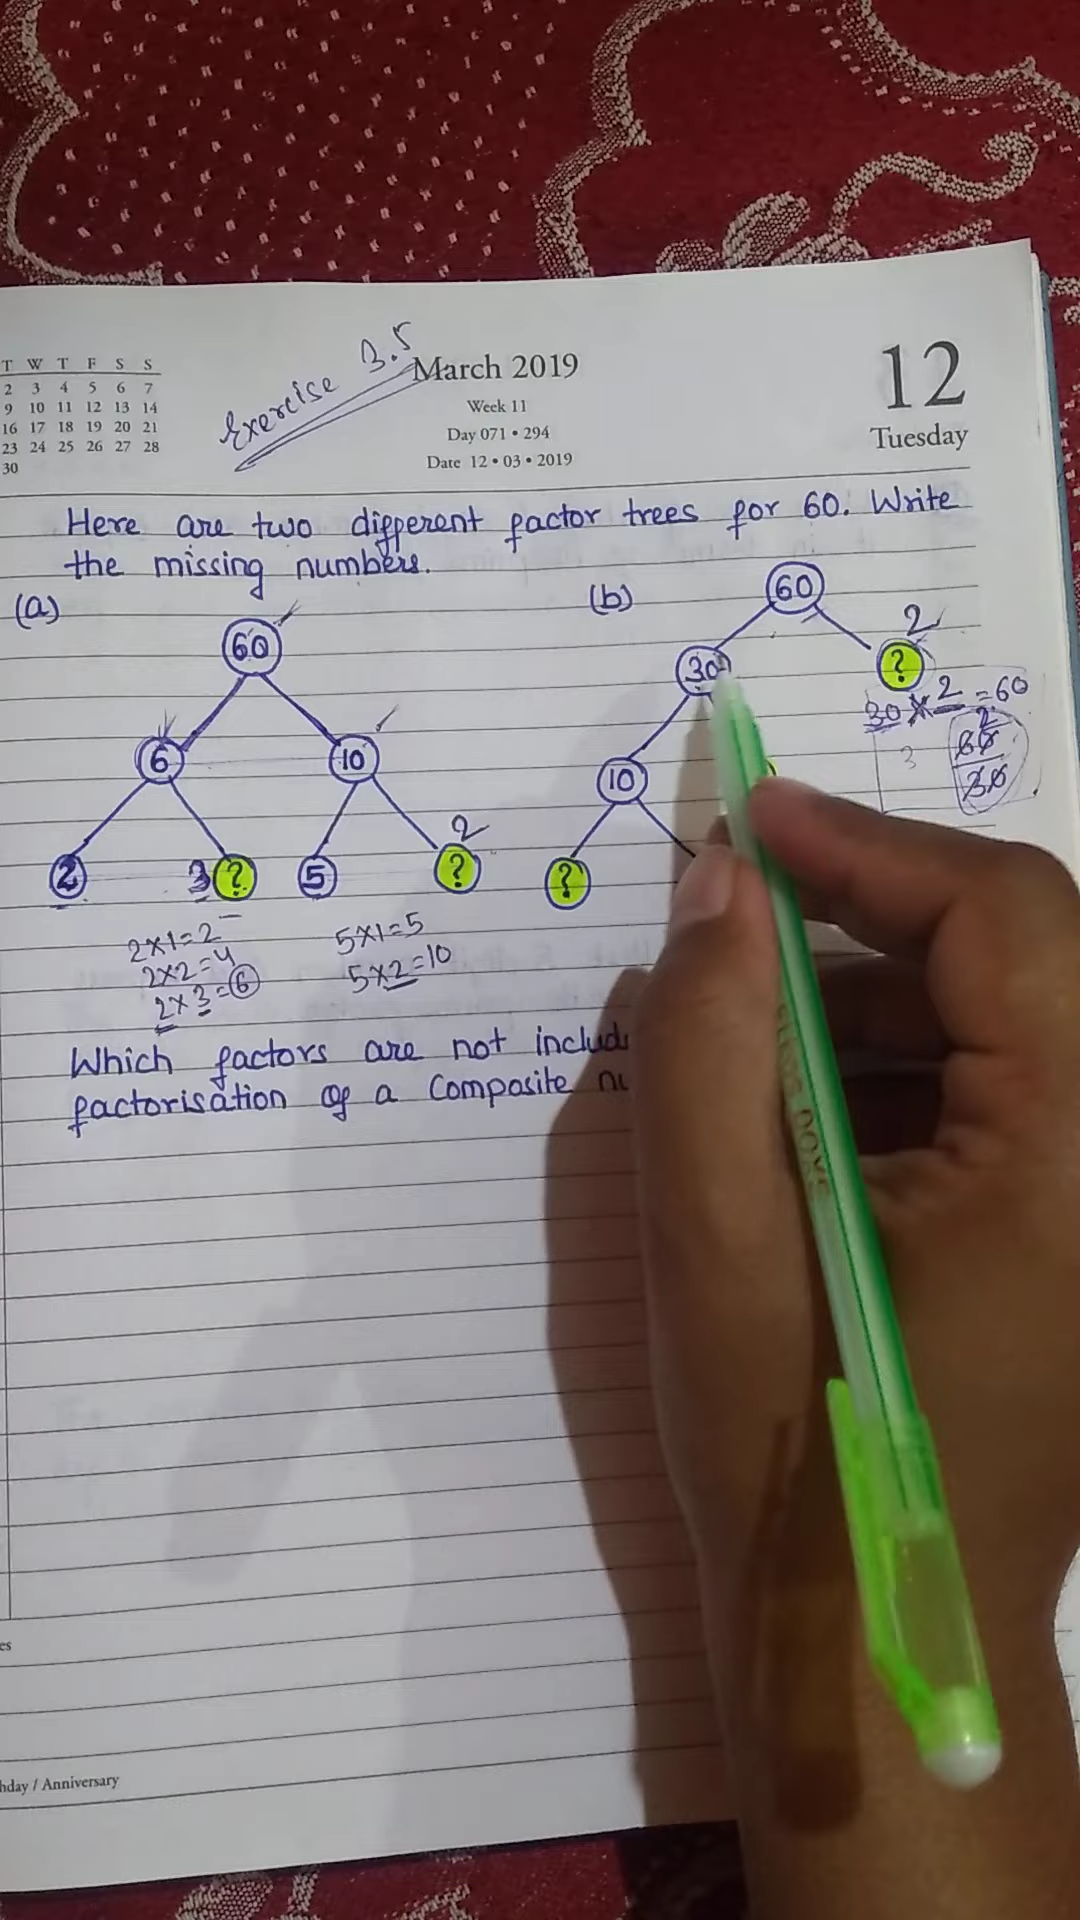 T W T F S S
2 3 4 5 6 7
9 10 11 12 13 14
16 17 18 19 20 21
23 24 25 26 27 28
30
Exercise 3.5
March 2019
Week 11
Day 071 • 294
Date 12 • 03 • 2019
12
Tuesday
Here are two different factor trees for 60. Write
the missing numbers.
(a)
60
6 10
2 3 ? 5 ? 2
2×1=2
2×2=4
2×3=6
5×1=5
5×2=10
(b)
60
30 ? 2
30×2=60
2
60
30
3
10
?
Which factors are not
factorisation of a Composite
/ Anniversary